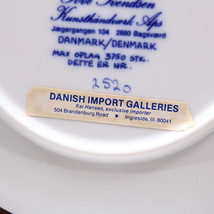 Svendsen
Kunsthåndværk Aps
Jægergangen 104 2880 Bagsværd
DANMARK/DENMARK
MAX OPLAG 3750 STK.
DETTE ER NR.
2520
DANISH IMPORT GALLERIES
Kai Hansen, exclusive importer
504 Brandenburg Road • Ingleside, Ill. 60041